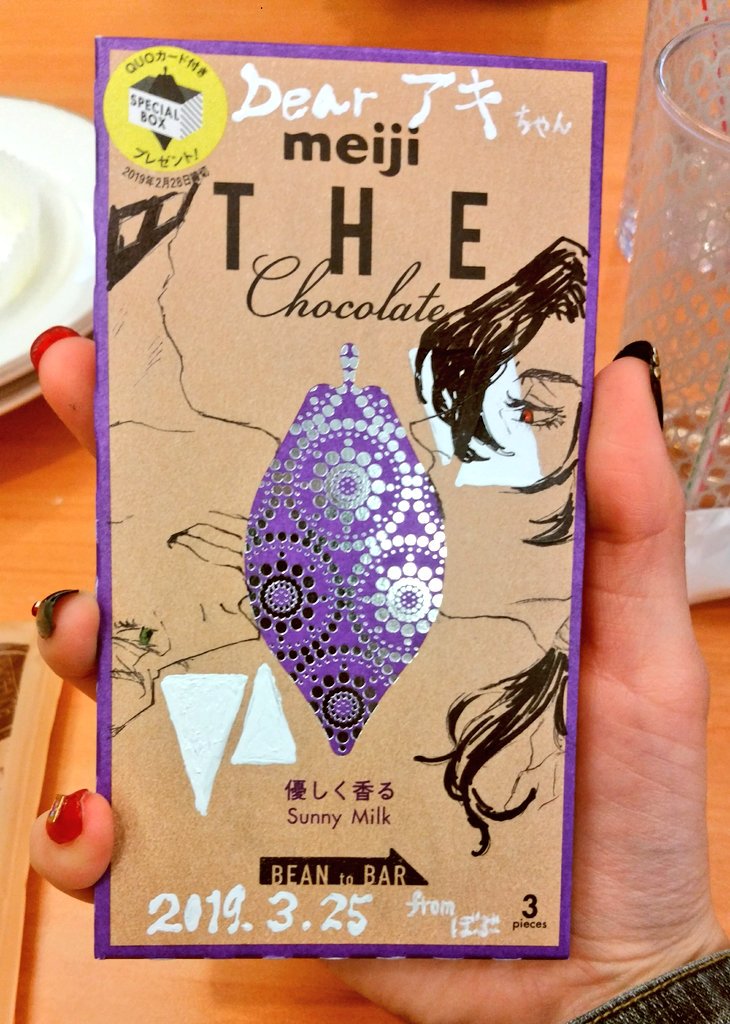 QUOカード付き
SPECIAL
BOX
プレゼント!
2019年2月28日
Dear アキちゃん
meiji
THE
Chocolate
優しく香る
Sunny Milk
BEAN to BAR
2019.3.25
from ぼぶ
3
pieces